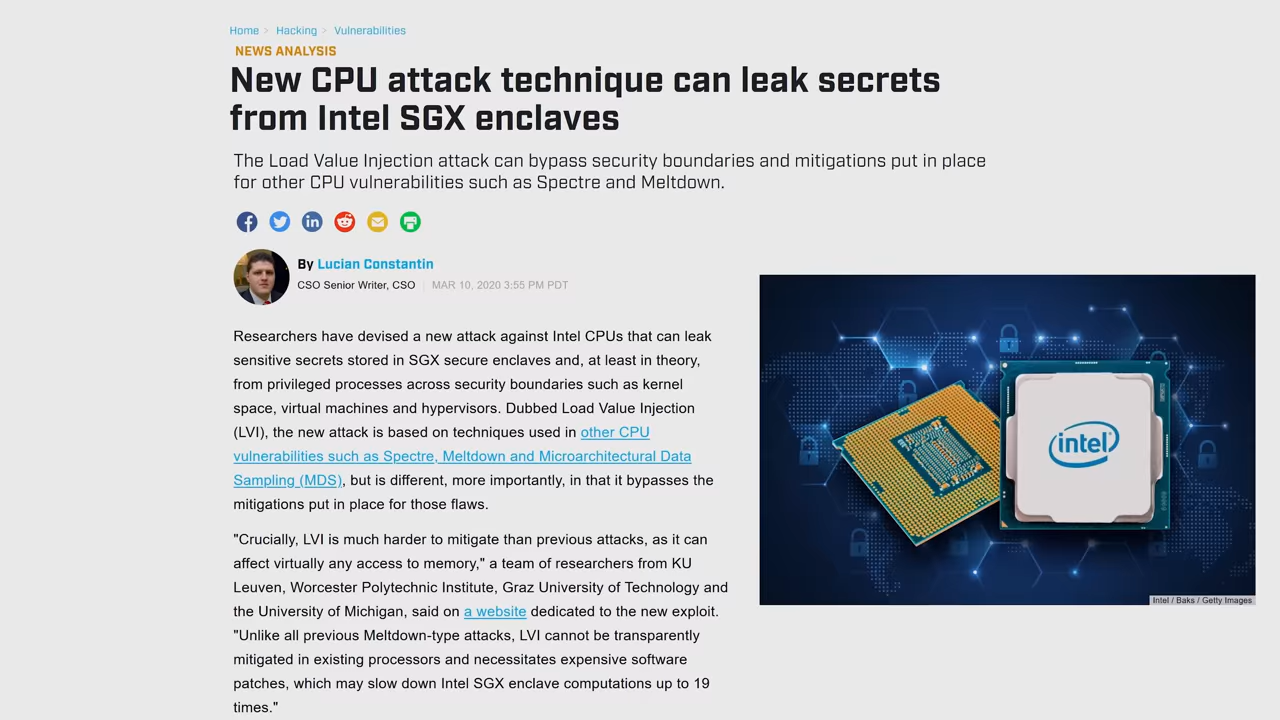 Home > Hacking > Vulnerabilities
NEWS ANALYSIS
New CPU attack technique can leak secrets
from Intel SGX enclaves
The Load Value Injection attack can bypass security boundaries and mitigations put in place
for other CPU vulnerabilities such as Spectre and Meltdown.
By Lucian Constantin
CSO Senior Writer, CSO | MAR 10, 2020 3:55 PM PDT
Researchers have devised a new attack against Intel CPUs that can leak
sensitive secrets stored in SGX secure enclaves and, at least in theory,
from privileged processes across security boundaries such as kernel
space, virtual machines and hypervisors. Dubbed Load Value Injection
(LVI), the new attack is based on techniques used in other CPU
vulnerabilities such as Spectre, Meltdown and Microarchitectural Data
Sampling (MDS), but is different, more importantly, in that it bypasses the
mitigations put in place for those flaws.
"Crucially, LVI is much harder to mitigate than previous attacks, as it can
affect virtually any access to memory," a team of researchers from KU
Leuven, Worcester Polytechnic Institute, Graz University of Technology and
the University of Michigan, said on a website dedicated to the new exploit.
"Unlike all previous Meltdown-type attacks, LVI cannot be transparently
mitigated in existing processors and necessitates expensive software
patches, which may slow down Intel SGX enclave computations up to 19
times."
intel
Intel / Baks / Getty Images